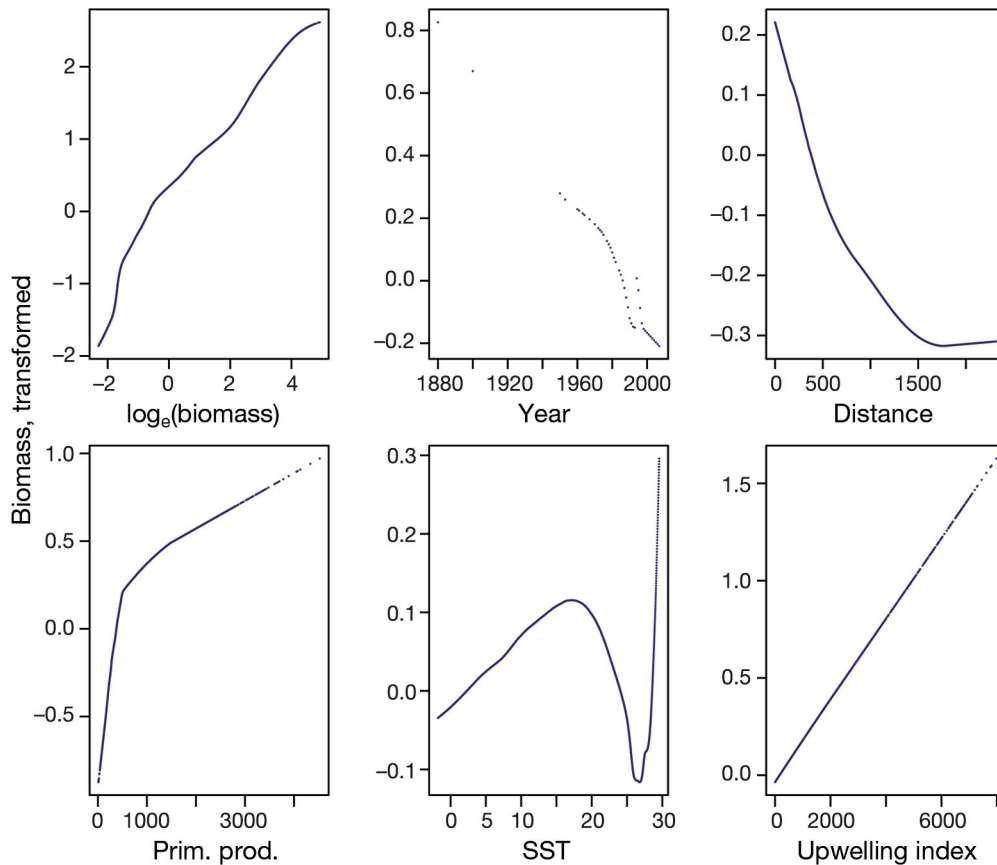 Biomass, transformed
2
1
0
−1
−2
−2 0 2 4
logₑ(biomass)
0.8
0.6
0.4
0.2
0.0
−0.2
1880 1920 1960 2000
Year
0.2
0.1
0.0
−0.1
−0.2
−0.3
0 500 1500
Distance
1.0
0.5
0.0
−0.5
0 1000 3000
Prim. prod.
0.3
0.2
0.1
0.0
−0.1
0 5 10 20 30
SST
1.5
1.0
0.5
0.0
0 2000 6000
Upwelling index